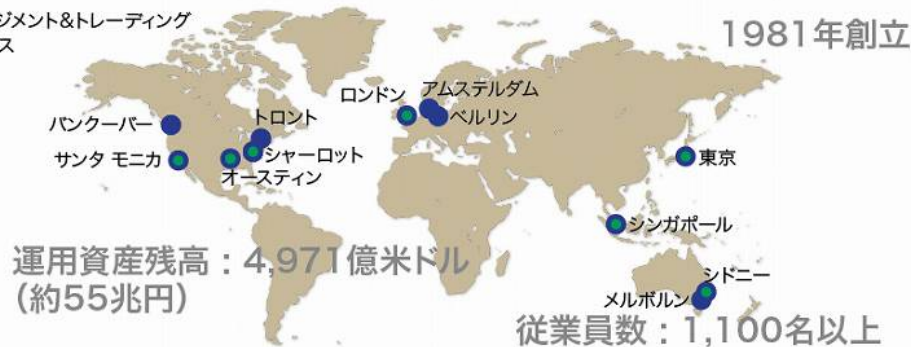 ジメント&トレーディング
ス
1981年創立
ロンドン
アムステルダム
ベルリン
バンクーバー
トロント
サンタ モニカ
シャーロット
オースティン
東京
シンガポール
運用資産残高：4,971億米ドル
（約55兆円）
シドニー
メルボルン
従業員数：1,100名以上